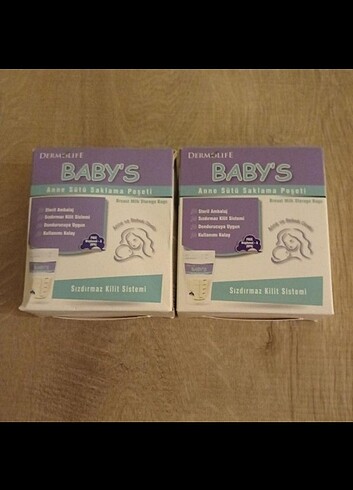 DERMOLIFE
BABY'S
Anne Sütü Saklama Poşeti
Breast Milk Storage Bags
Steril Ambalaj
Sızdırmaz Kilit Sistemi
Dondurucuya Uygun
Kullanımı Kolay
BABY'S
Sızdırmaz Kilit Sistemi
DERMOLIFE
BABY'S
Anne Sütü Saklama Poşeti
Breast Milk Storage Bags
Steril Ambalaj
Sızdırmaz Kilit Sistemi
Dondurucuya Uygun
Kullanımı Kolay
BABY'S
Sızdırmaz Kilit Sistemi